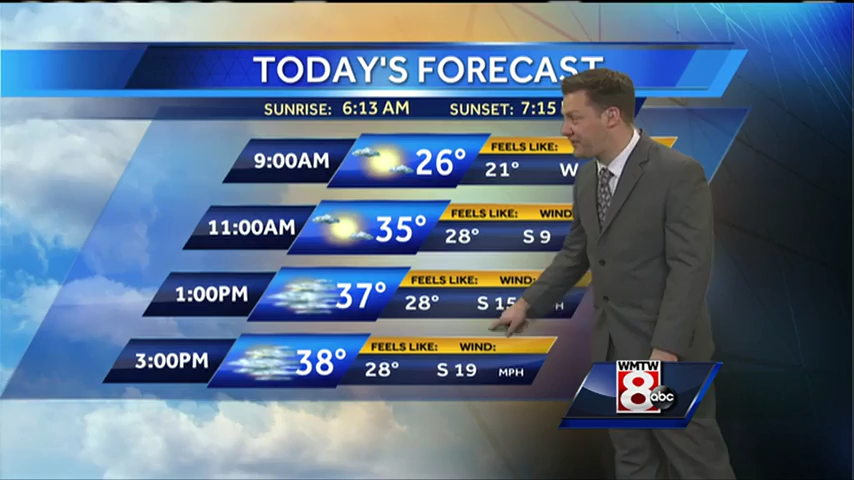 TODAY'S FORECAST
SUNRISE: 6:13 AM SUNSET: 7:15
9:00AM 26° FEELS LIKE: 21° W
11:00AM 35° FEELS LIKE: WIND: 28° S 9
1:00PM 37° FEELS LIKE: WIND: 28° S 15 H
3:00PM 38° FEELS LIKE: WIND: 28° S 19 MPH
WMTW
8
abc